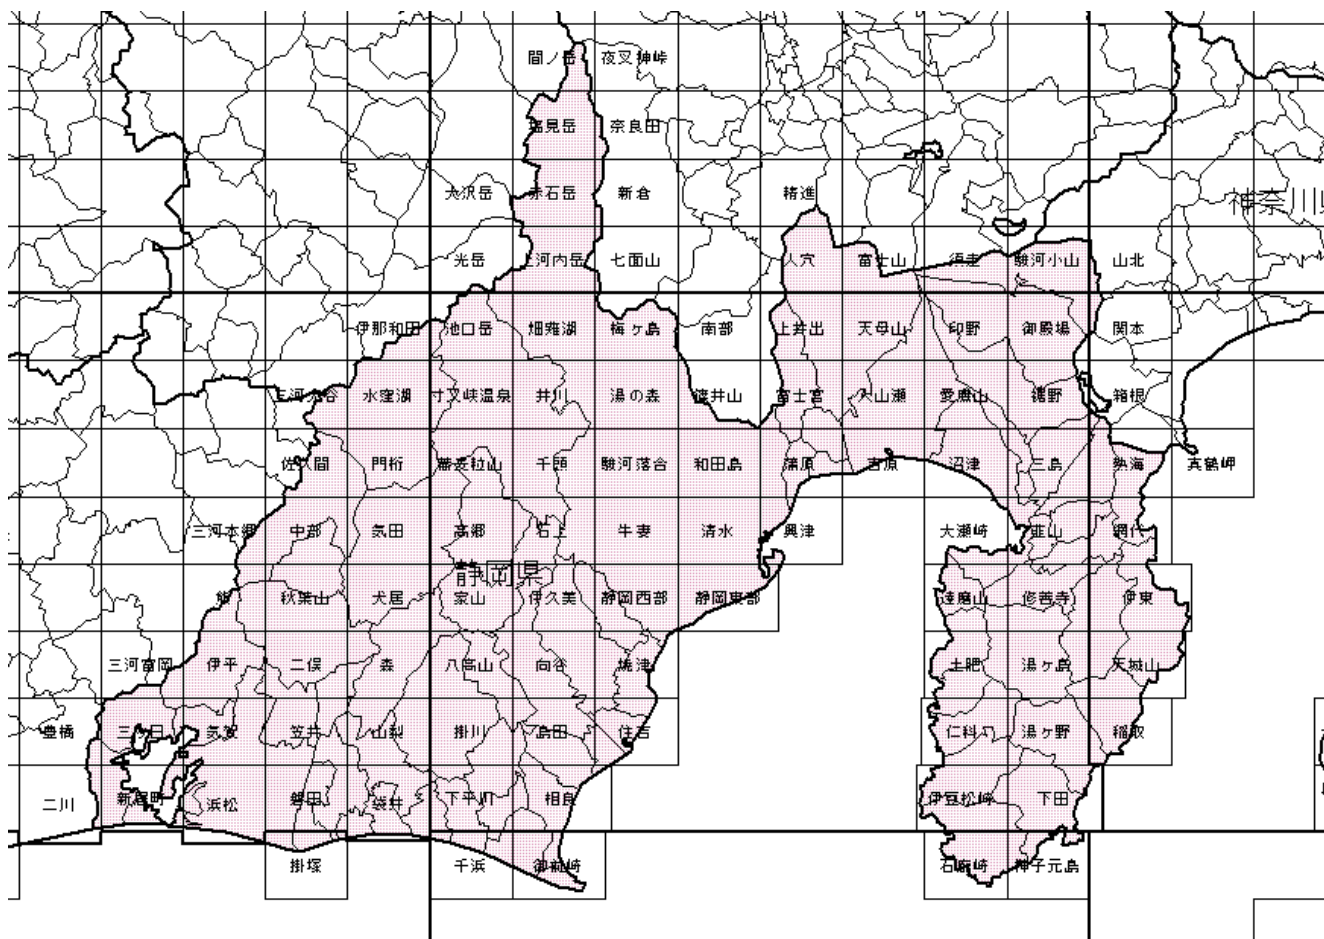 間ノ岳 夜叉神峠
塩見岳 奈良田
大沢岳 赤石岳 新倉 精進
神奈川県
光岳 上河内岳 七面山 人穴 富士山 須走 駿河小山 山北
伊那和田 池口岳 畑薙湖 梅ヶ島 南部 上井出 天母山 印野 御殿場 関本
三河大谷 水窪湖 寸又峡温泉 井川 湯の森 篠井山 富士宮 入山瀬 愛鷹山 裾野 箱根
佐久間 門桁 蕎麦粒山 千頭 駿河落合 和田島 蒲原 吉原 沼津 三島 熱海 真鶴岬
三河本郷 中部 気田 高郷 石上 牛妻 清水 興津 大瀬崎 韮山 網代
静岡県
秋葉山 犬居 家山 伊久美 静岡西部 静岡東部 達磨山 修善寺 伊東
三河富岡 伊平 二俣 森 八高山 向谷 焼津 土肥 湯ヶ島 天城山
豊橋 三ヶ日 気賀 笠井 山梨 掛川 島田 住吉 仁科 湯ヶ野 稲取
二川 新居町 浜松 磐田 袋井 下平川 相良 伊豆松崎 下田
掛塚 千浜 御前崎 石廊崎 神子元島